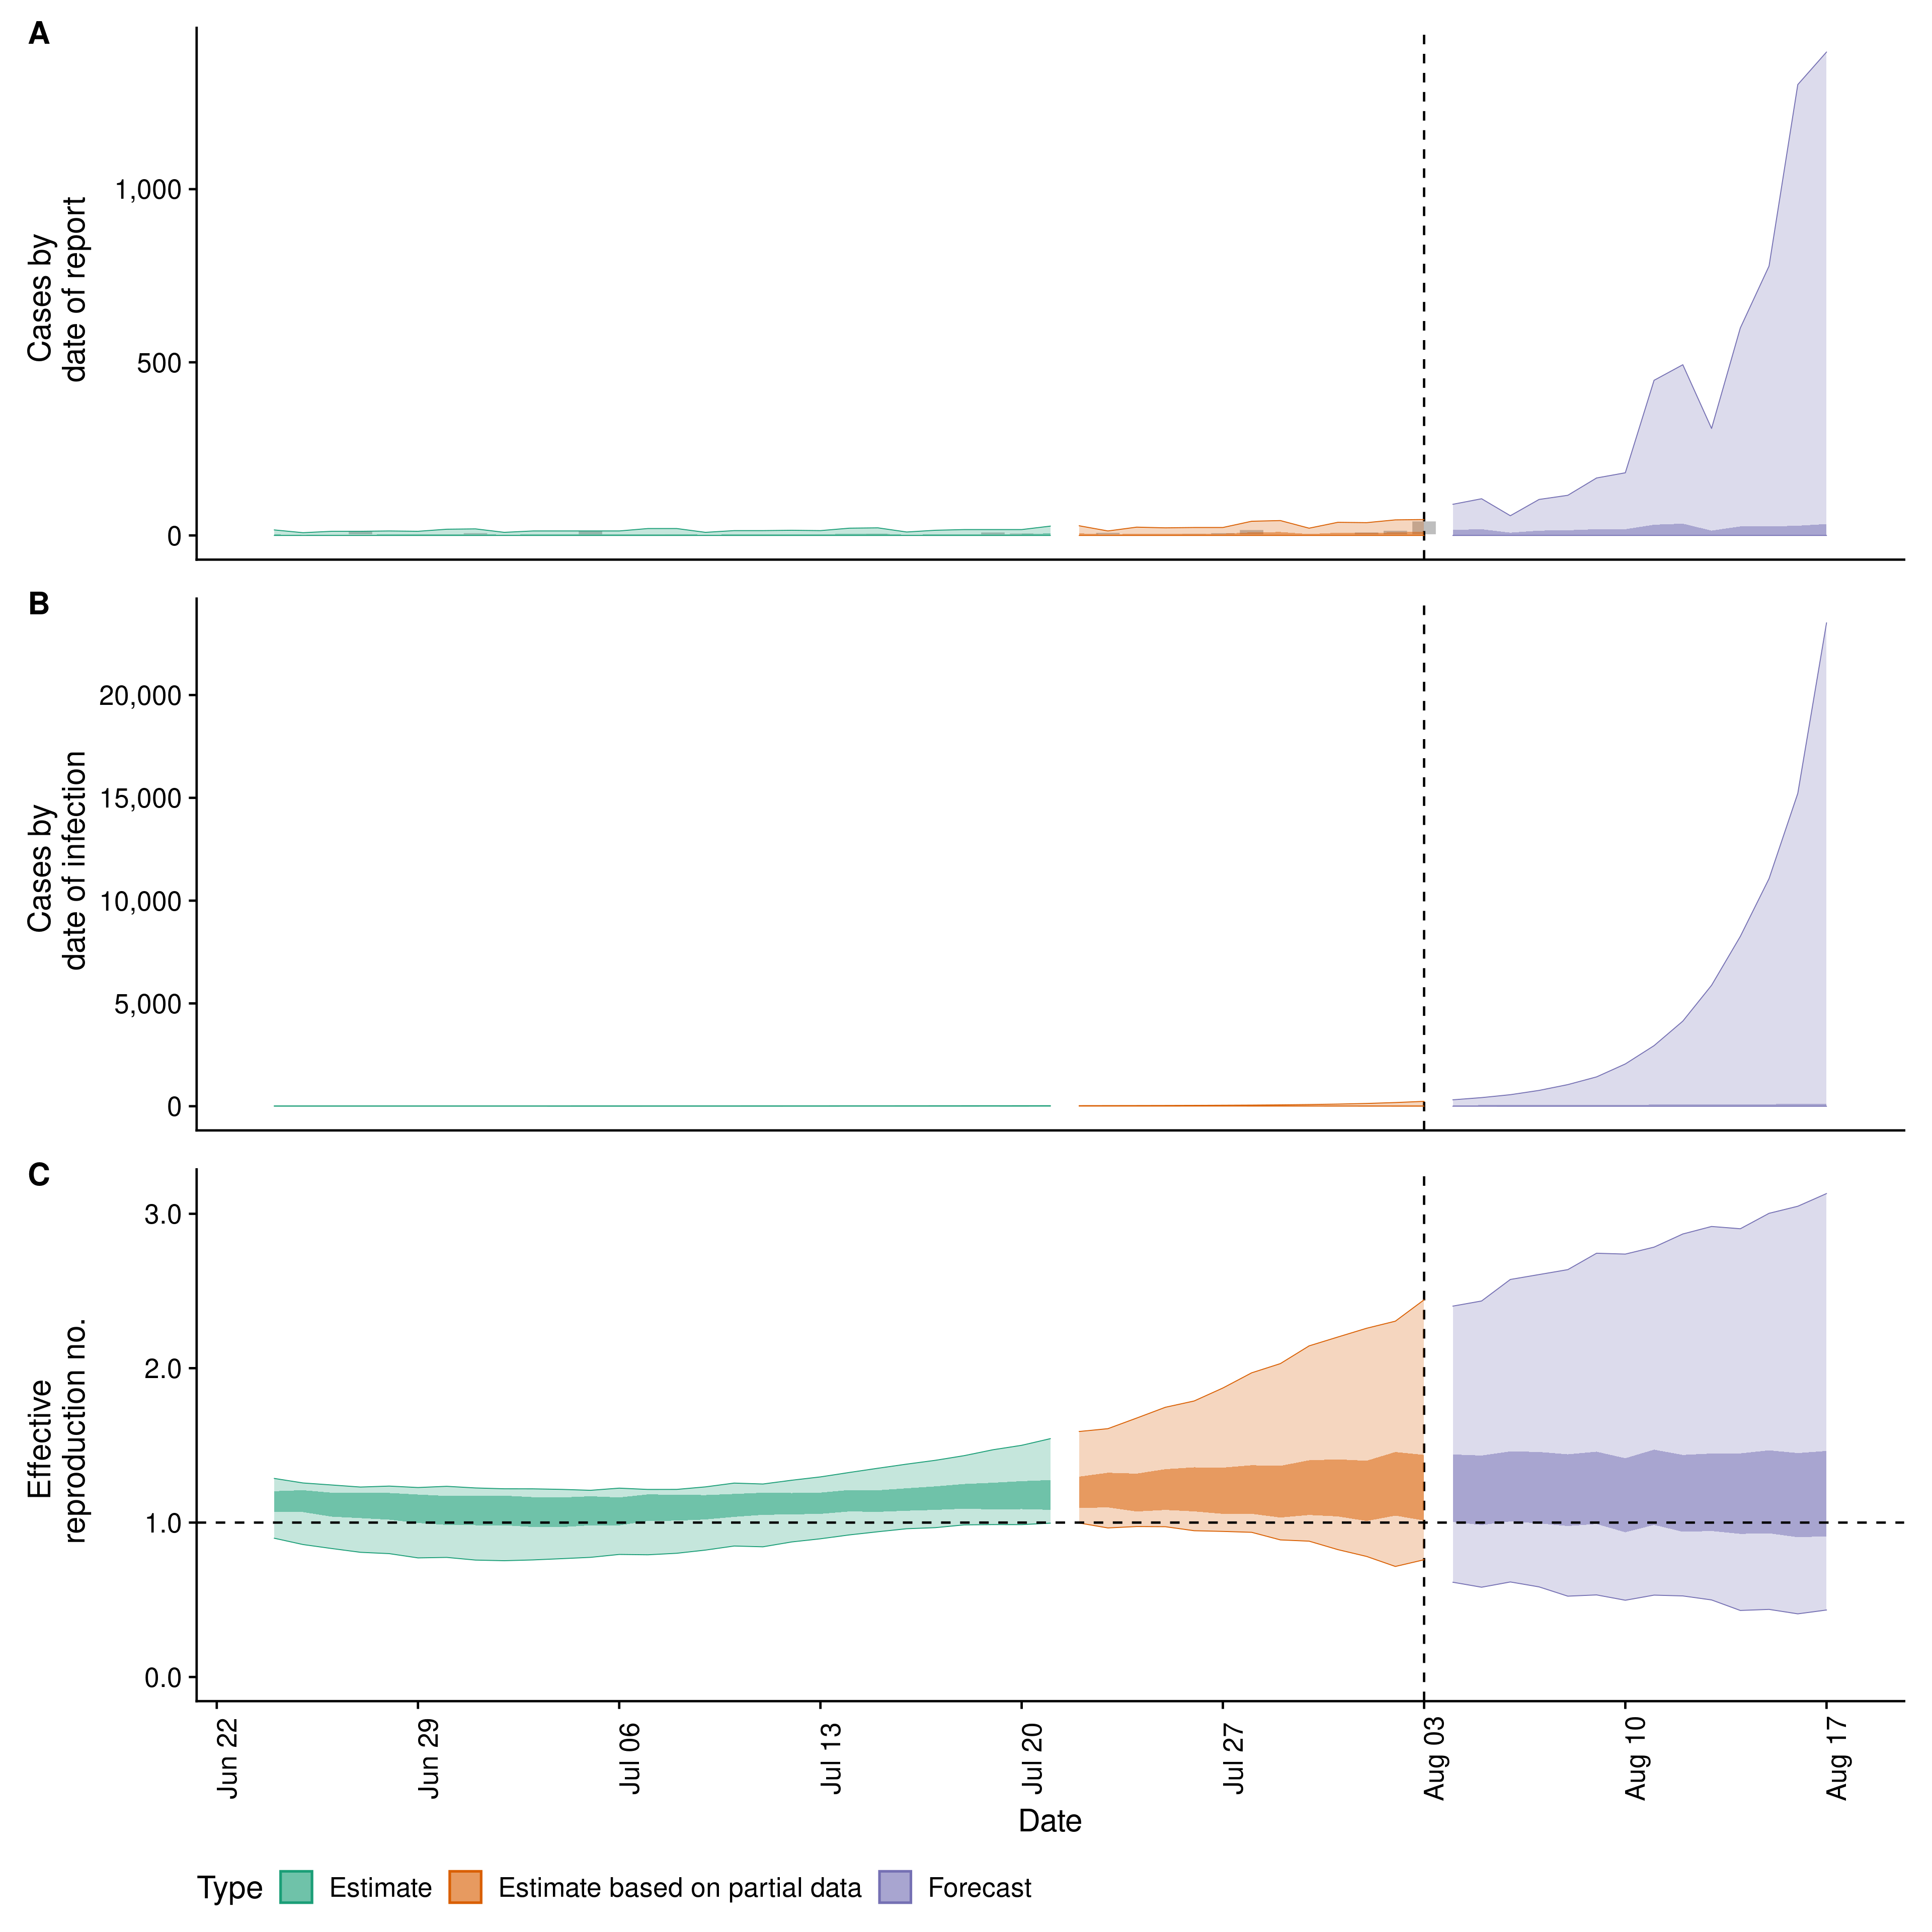 A
Cases by
date of report
1,000
500
0
B
Cases by
date of infection
20,000
15,000
10,000
5,000
0
C
Effective
reproduction no.
3.0
2.0
1.0
0.0
Jun 22
Jun 29
Jul 06
Jul 13
Jul 20
Jul 27
Aug 03
Aug 10
Aug 17
Date
Type Estimate Estimate based on partial data Forecast